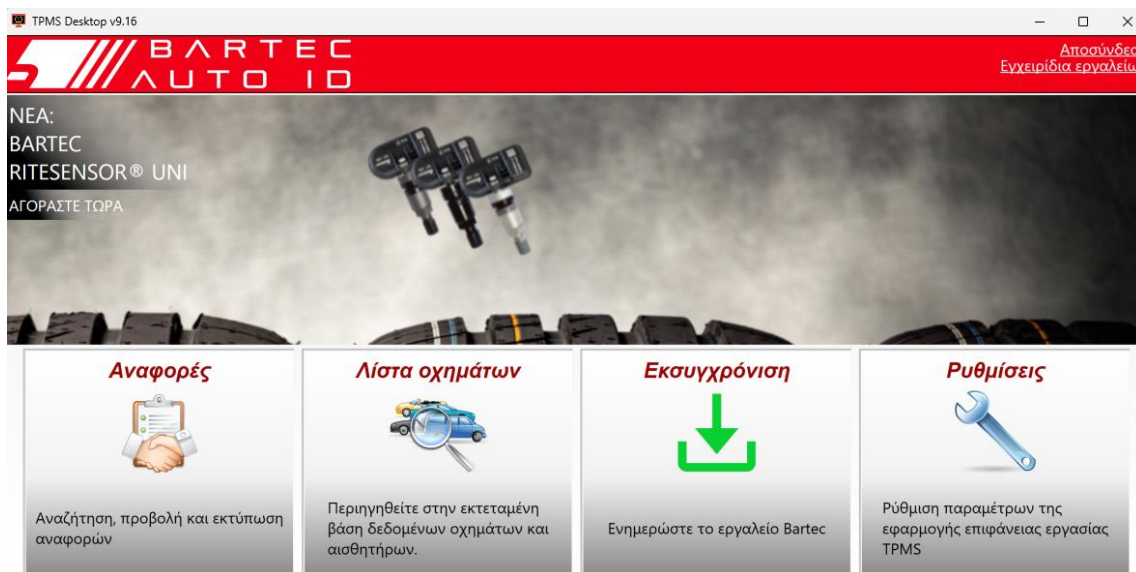 TPMS Desktop v9.16
BARTEC
AUTO ID
Εγχειρίδια
ΝΕΑ:
BARTEC
RITESENSOR® UNI
ΑΓΟΡΑΣΤΕ ΤΩΡΑ
Αναφορές
Αναζήτηση, προβολή και εκτύπωση
αναφορών
Λίστα οχημάτων
Περιηγηθείτε στην εκτεταμένη
βάση δεδομένων οχημάτων και
αισθητήρων.
Εκσυγχρόνιση
Ενημερώστε το εργαλείο Bartec
Ρυθμίσεις
Ρύθμιση παραμέτρων της
εφαρμογής επιφάνειας εργασίας
TPMS